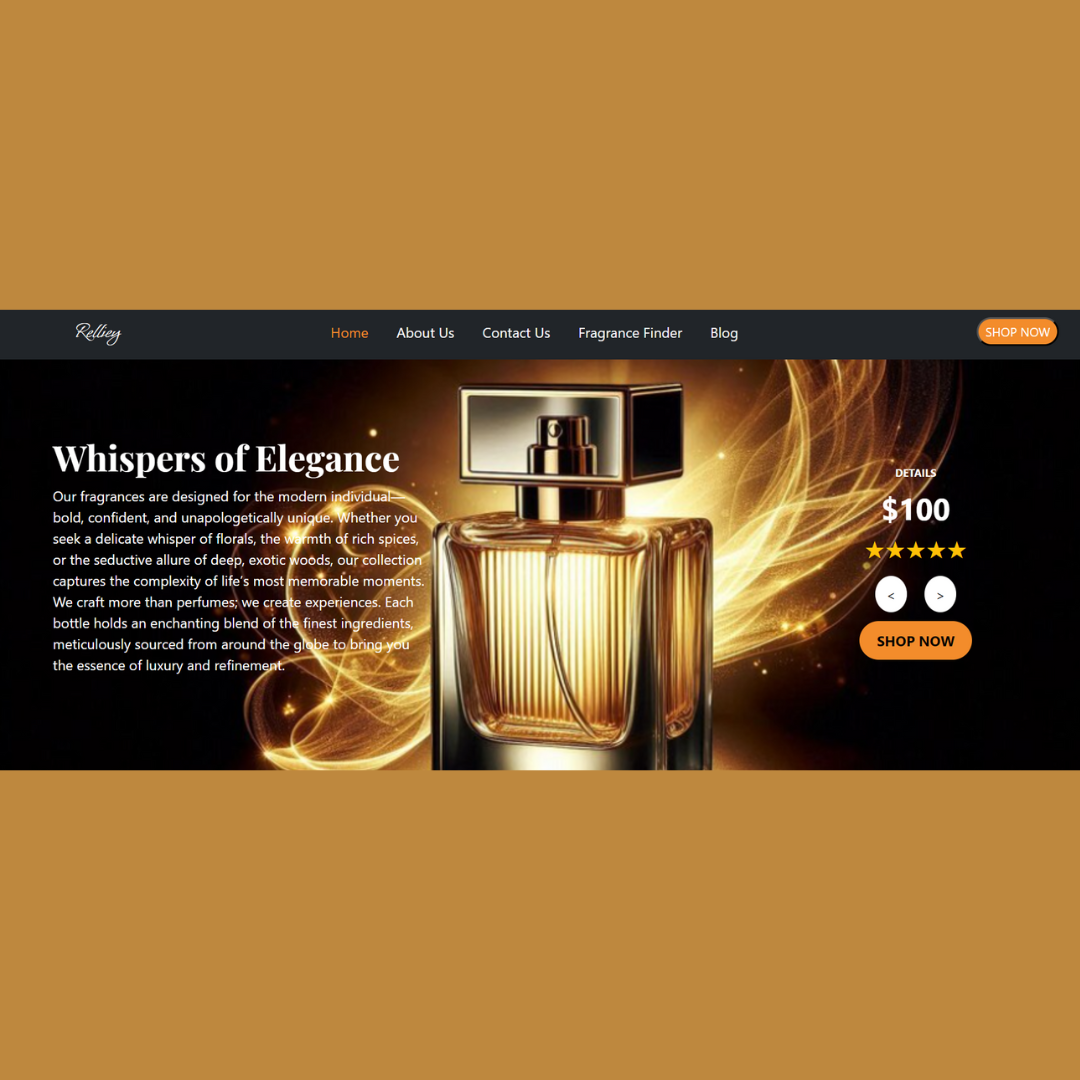 Rellsey
Home About Us Contact Us Fragrance Finder Blog
SHOP NOW
Whispers of Elegance
Our fragrances are designed for the modern individual—
bold, confident, and unapologetically unique. Whether you
seek a delicate whisper of florals, the warmth of rich spices,
or the seductive allure of deep, exotic woods, our collection
captures the complexity of life's most memorable moments.
We craft more than perfumes; we create experiences. Each
bottle holds an enchanting blend of the finest ingredients,
meticulously sourced from around the globe to bring you
the essence of luxury and refinement.
DETAILS
$100
★★★★★
< >
SHOP NOW